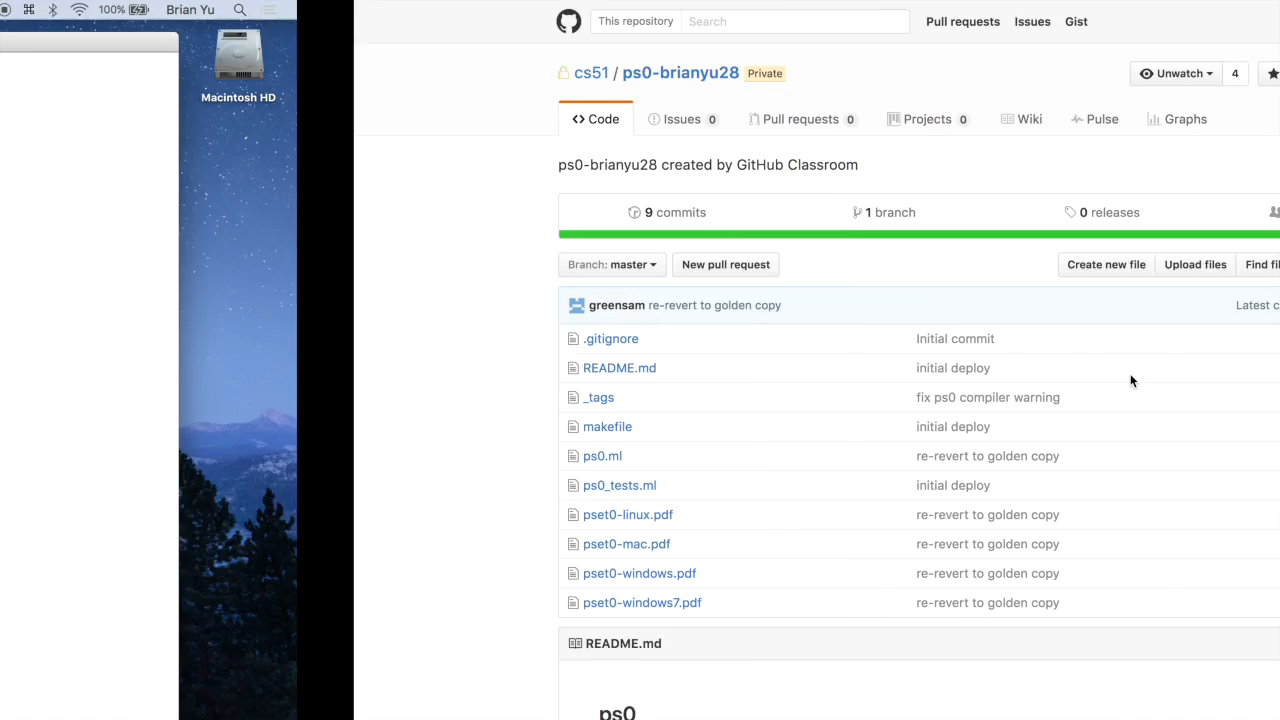 100% Brian Yu
Macintosh HD
This repository Search Pull requests Issues Gist
cs51 / ps0-brianyu28 Private Unwatch 4
Code Issues 0 Pull requests 0 Projects 0 Wiki Pulse Graphs
ps0-brianyu28 created by GitHub Classroom
9 commits 1 branch 0 releases
Branch: master New pull request Create new file Upload files Find fil
greensam re-revert to golden copy Latest c
.gitignore Initial commit
README.md initial deploy
_tags fix ps0 compiler warning
makefile initial deploy
ps0.ml re-revert to golden copy
ps0_tests.ml initial deploy
pset0-linux.pdf re-revert to golden copy
pset0-mac.pdf re-revert to golden copy
pset0-windows.pdf re-revert to golden copy
pset0-windows7.pdf re-revert to golden copy
README.md
ps0